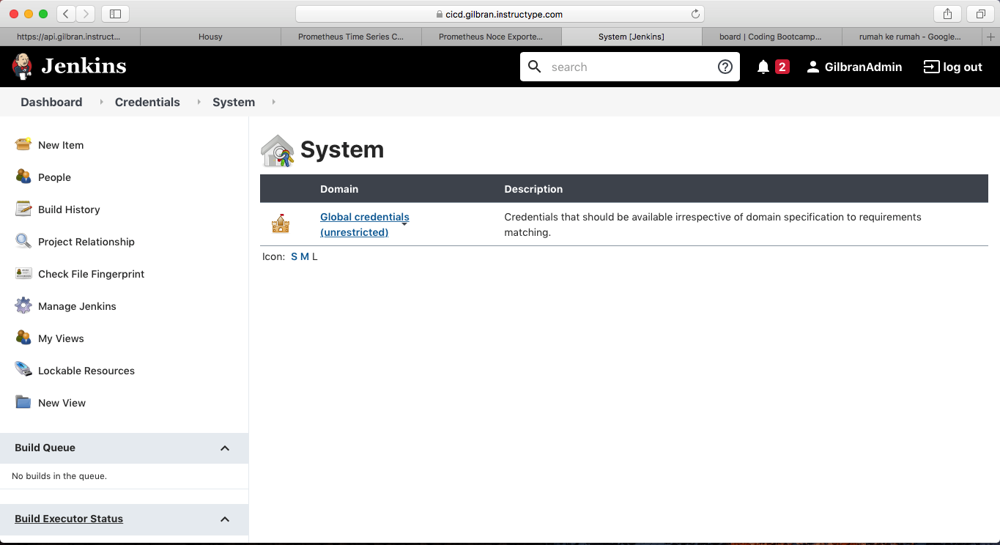 cicd.gilbran.instructype.com
https://api.gilbran.instruct...
Housy
Prometheus Time Series C...
Prometheus Noce Exporte...
System [Jenkins]
board | Coding Bootcamp...
rumah ke rumah - Google...
Jenkins
search
2
GilbranAdmin
log out
Dashboard
Credentials
System
New Item
People
Build History
Project Relationship
Check File Fingerprint
Manage Jenkins
My Views
Lockable Resources
New View
Build Queue
No builds in the queue.
Build Executor Status
System
Domain Description
Global credentials
(unrestricted)
Credentials that should be available irrespective of domain specification to requirements
matching.
Icon: S M L